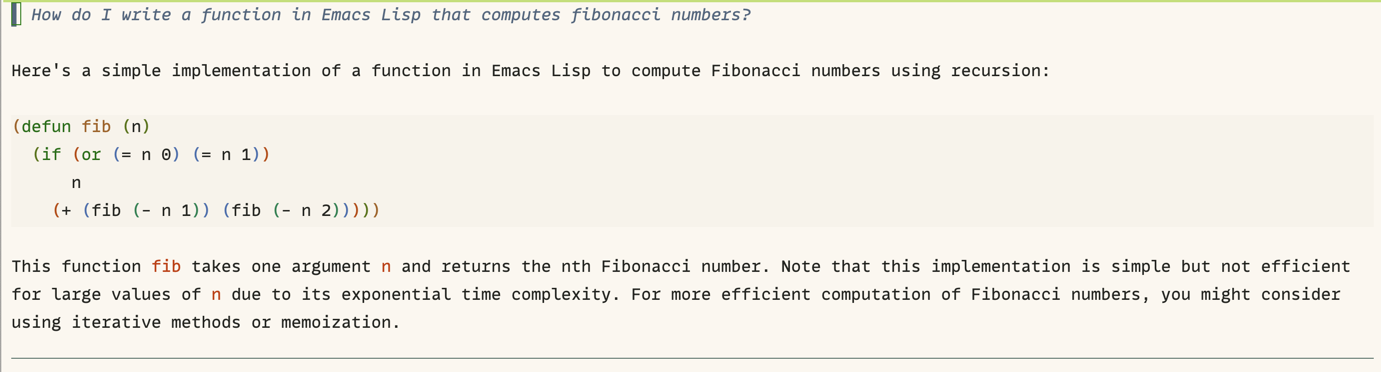 How do I write a function in Emacs Lisp that computes fibonacci numbers?
Here's a simple implementation of a function in Emacs Lisp to compute Fibonacci numbers using recursion:
(defun fib (n)
  (if (or (= n 0) (= n 1))
      n
    (+ (fib (- n 1)) (fib (- n 2)))))
This function fib takes one argument n and returns the nth Fibonacci number. Note that this implementation is simple but not efficient
for large values of n due to its exponential time complexity. For more efficient computation of Fibonacci numbers, you might consider
using iterative methods or memoization.